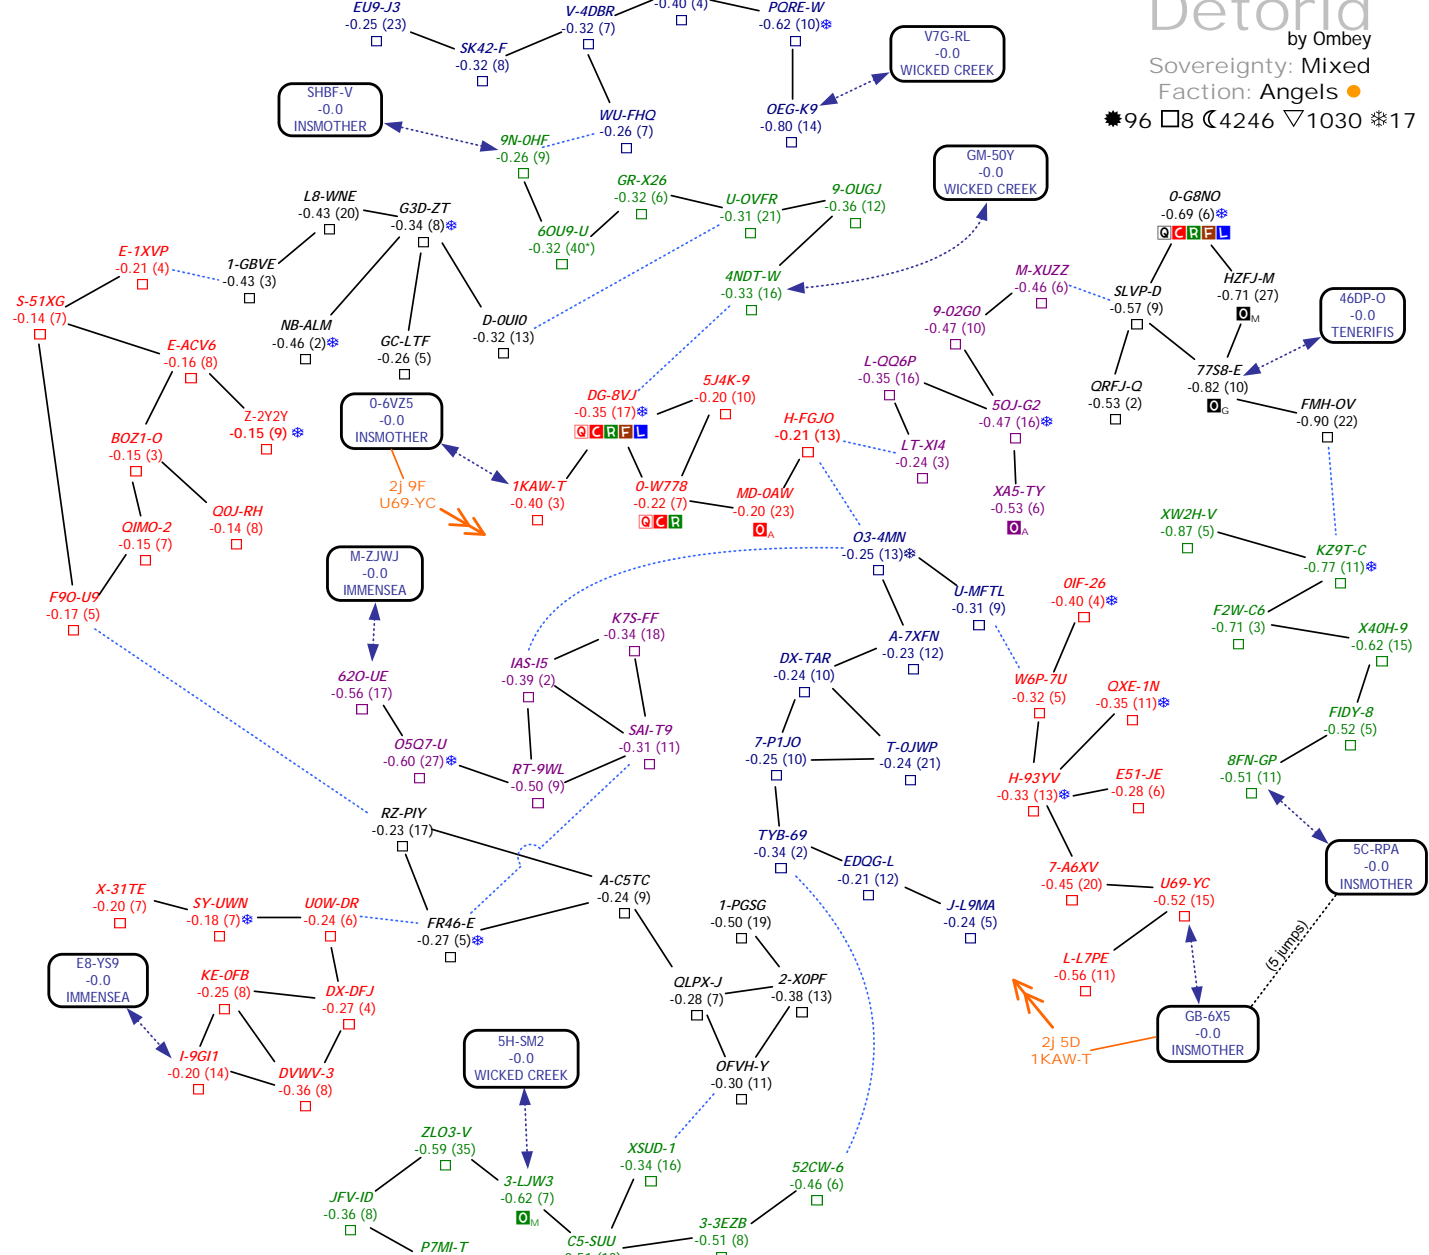 Detorid
by Ombey
Sovereignty: Mixed
Faction: Angels
96 8 4246 1030 17
EU9-J3
-0.25 (23)
SK42-F
-0.32 (8)
V-4DBR
-0.32 (7)
-0.40 (4)
PQRE-W
-0.62 (10)
V7G-RL
-0.0
WICKED CREEK
SHBF-V
-0.0
INSMOTHER
WU-FHQ
-0.26 (7)
OEG-K9
-0.80 (14)
9N-0HF
-0.26 (9)
GM-50Y
-0.0
WICKED CREEK
L8-WNE
-0.43 (20)
G3D-ZT
-0.34 (8)
GR-X26
-0.32 (6)
U-OVFR
-0.31 (21)
9-OUGJ
-0.36 (12)
0-G8NO
-0.69 (6)
Q C R F L
6OU9-U
-0.32 (40*)
E-1XVP
-0.21 (4)
1-GBVE
-0.43 (3)
4NDT-W
-0.33 (16)
M-XUZZ
-0.46 (6)
SLVP-D
-0.57 (9)
HZFJ-M
-0.71 (27)
O M
46DP-O
-0.0
TENERIFIS
S-51XG
-0.14 (7)
NB-ALM
-0.46 (2)
GC-LTF
-0.26 (5)
D-0UI0
-0.32 (13)
9-02G0
-0.47 (10)
E-ACV6
-0.16 (8)
L-QQ6P
-0.35 (16)
77S8-E
-0.82 (10)
O G
QRFJ-Q
-0.53 (2)
FMH-OV
-0.90 (22)
0-6VZ5
-0.0
INSMOTHER
DG-8VJ
-0.35 (17)
Q C R F L
5J4K-9
-0.20 (10)
H-FGJO
-0.21 (13)
5OJ-G2
-0.47 (16)
Z-2Y2Y
-0.15 (9)
BOZ1-O
-0.15 (3)
LT-XI4
-0.24 (3)
2j 9F
U69-YC
1KAW-T
-0.40 (3)
0-W778
-0.22 (7)
Q C R
MD-0AW
-0.20 (23)
O A
XA5-TY
-0.53 (6)
O A
QIMO-2
-0.15 (7)
Q0J-RH
-0.14 (8)
XW2H-V
-0.87 (5)
O3-4MN
-0.25 (13)
KZ9T-C
-0.77 (11)
M-ZJWJ
-0.0
IMMENSEA
F9O-U9
-0.17 (5)
U-MFTL
-0.31 (9)
0IF-26
-0.40 (4)
F2W-C6
-0.71 (3)
K7S-FF
-0.34 (18)
A-7XFN
-0.23 (12)
X40H-9
-0.62 (15)
IAS-I5
-0.39 (2)
DX-TAR
-0.24 (10)
62O-UE
-0.56 (17)
W6P-7U
-0.32 (5)
QXE-1N
-0.35 (11)
FIDY-8
-0.52 (5)
SAI-T9
-0.31 (11)
7-P1JO
-0.25 (10)
T-0JWP
-0.24 (21)
O5Q7-U
-0.60 (27)
RT-9WL
-0.50 (9)
H-93YV
-0.33 (13)
E51-JE
-0.28 (6)
8FN-GP
-0.51 (11)
RZ-PIY
-0.23 (17)
TYB-69
-0.34 (2)
EDQG-L
-0.21 (12)
7-A6XV
-0.45 (20)
U69-YC
-0.52 (15)
5C-RPA
-0.0
INSMOTHER
X-31TE
-0.20 (7)
SY-UWN
-0.18 (7)
U0W-DR
-0.24 (6)
A-C5TC
-0.24 (9)
FR46-E
-0.27 (5)
1-PGSG
-0.50 (19)
J-L9MA
-0.24 (5)
(5 jumps)
L-L7PE
-0.56 (11)
E8-YS9
-0.0
IMMENSEA
KE-0FB
-0.25 (8)
DX-DFJ
-0.27 (4)
QLPX-J
-0.28 (7)
2-X0PF
-0.38 (13)
GB-6X5
-0.0
INSMOTHER
2j 5D
1KAW-T
I-9GI1
-0.20 (14)
DVWV-3
-0.36 (8)
5H-SM2
-0.0
WICKED CREEK
OFVH-Y
-0.30 (11)
ZLO3-V
-0.59 (35)
XSUD-1
-0.34 (16)
52CW-6
-0.46 (6)
3-LJW3
-0.62 (7)
O M
JFV-ID
-0.36 (8)
3-3EZB
-0.51 (8)
P7MI-T
C5-SUU